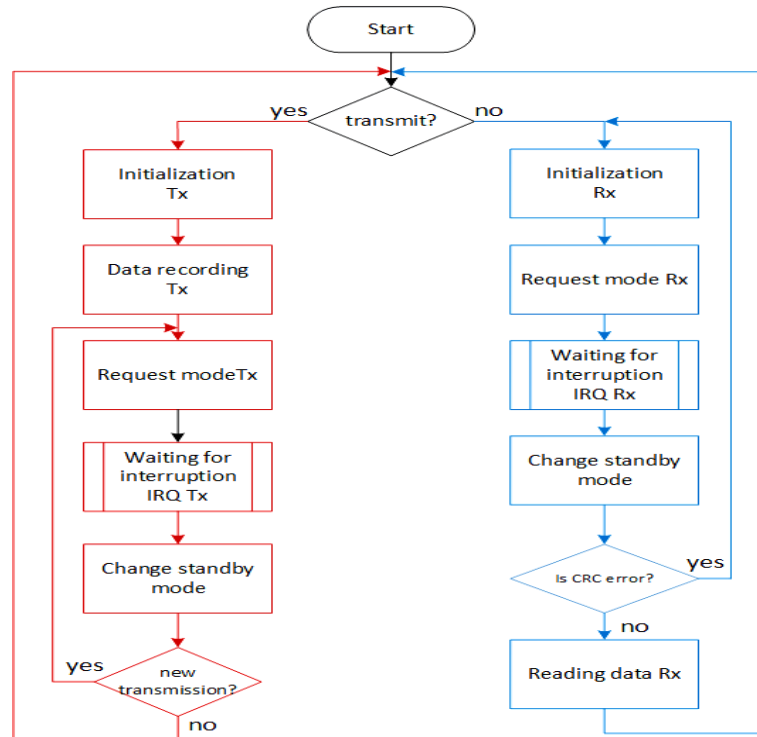 Start
yes
transmit?
no
Initialization
Tx
Data recording
Tx
Request modeTx
Waiting for
interruption
IRQ Tx
Change standby
mode
yes
new
transmission?
no
Initialization
Rx
Request mode Rx
Waiting for
interruption
IRQ Rx
Change standby
mode
Is CRC error?
yes
no
Reading data Rx